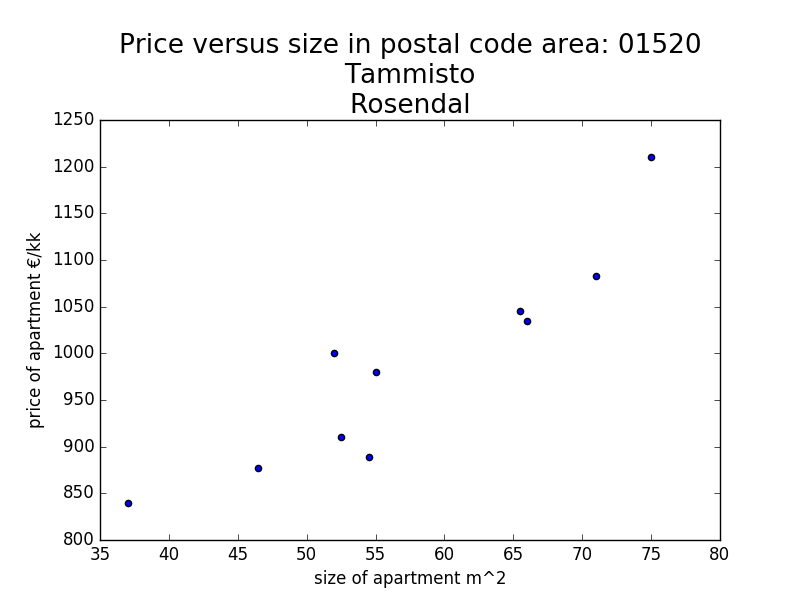 Price versus size in postal code area: 01520
Tammisto
Rosendal
1250
1200
1150
1100
1050
1000
950
900
850
800
price of apartment €/kk
35 40 45 50 55 60 65 70 75 80
size of apartment m^2